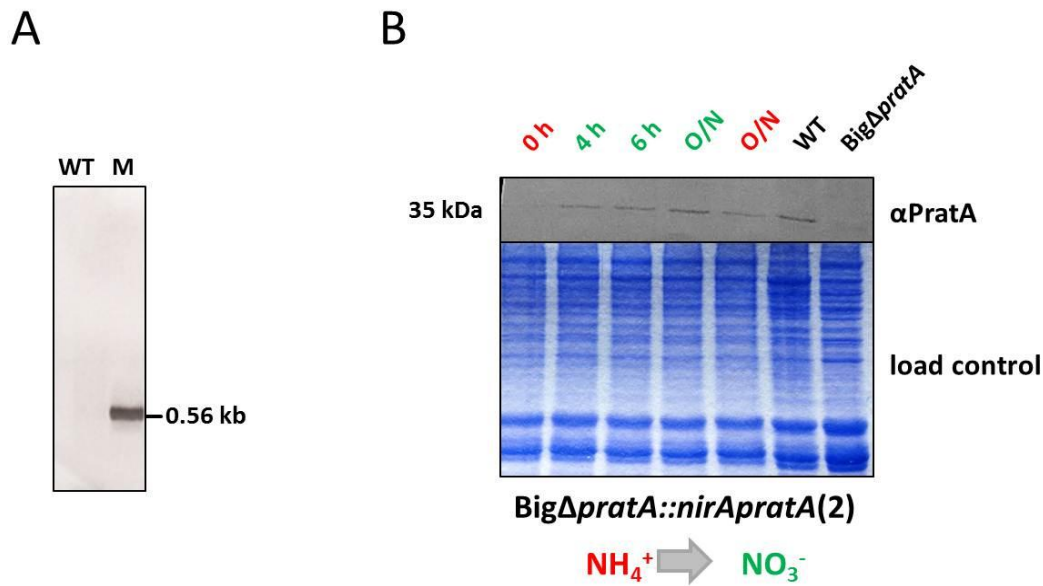 A
WT M
0.56 kb
B
0 h 4 h 6 h O/N O/N WT BigΔpratA
35 kDa
αPratA
load control
BigΔpratA::nirApratA(2)
NH₄⁺ NO₃⁻